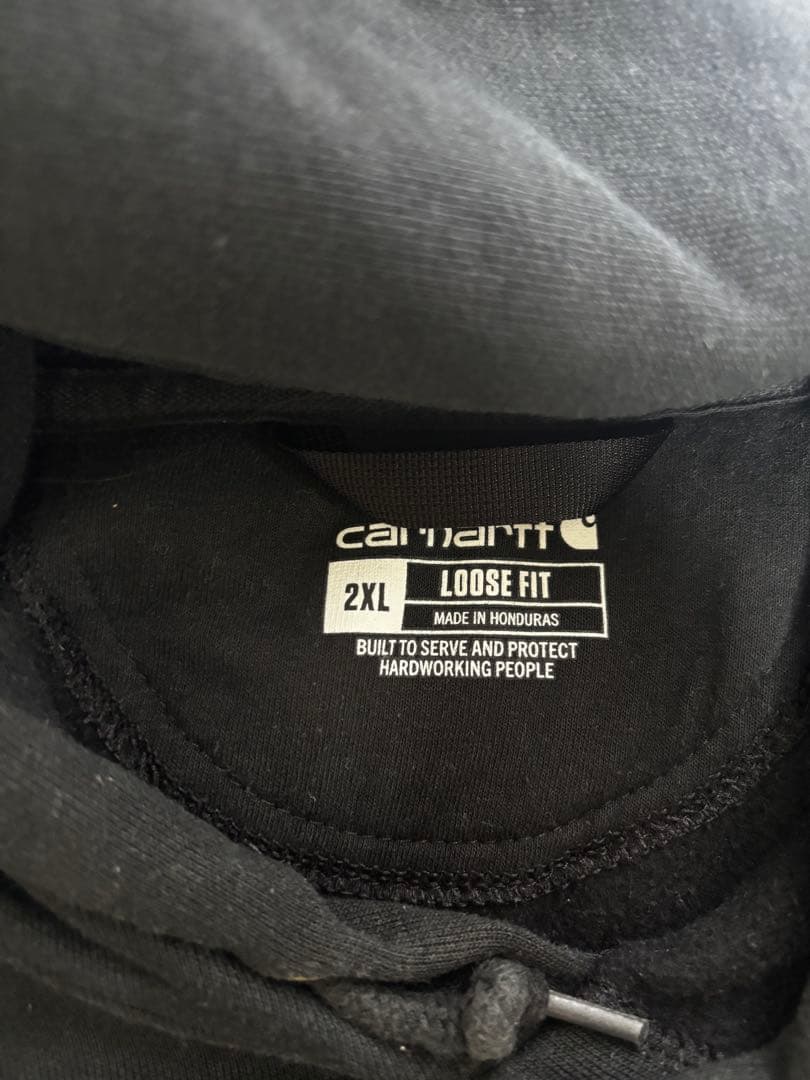 carhartt
2XL
LOOSE FIT
MADE IN HONDURAS
BUILT TO SERVE AND PROTECT
HARDWORKING PEOPLE